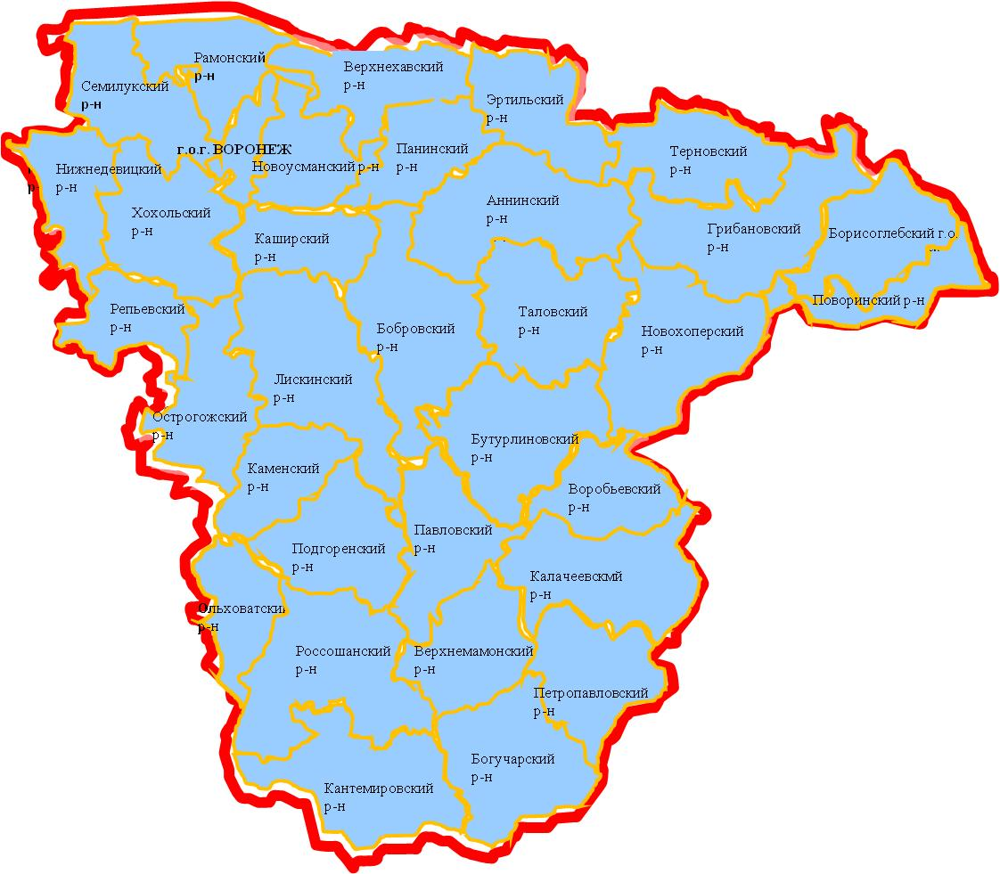 Рамонский
р-н
Верхнехавский
р-н
Семилукский
р-н
Эртильский
р-н
г.о.г. ВОРОНЕЖ
Панинский
р-н
Терновский
р-н
Нижнедевицкий
р-н
Новоусманский р-н
Хохольский
р-н
Аннинский
р-н
Каширский
р-н
Грибановский
р-н
Борисоглебский г.о.
Репьевский
р-н
Таловский
р-н
Поворинский р-н
Бобровский
р-н
Новохоперский
р-н
Лискинский
р-н
Острогожский
р-н
Бутурлиновский
р-н
Каменский
р-н
Воробьевский
р-н
Павловский
р-н
Подгоренский
р-н
Калачеевскмй
р-н
Ольховатский
р-н
Россошанский
р-н
Верхнемамонский
р-н
Петропавловский
р-н
Богучарский
р-н
Кантемировский
р-н